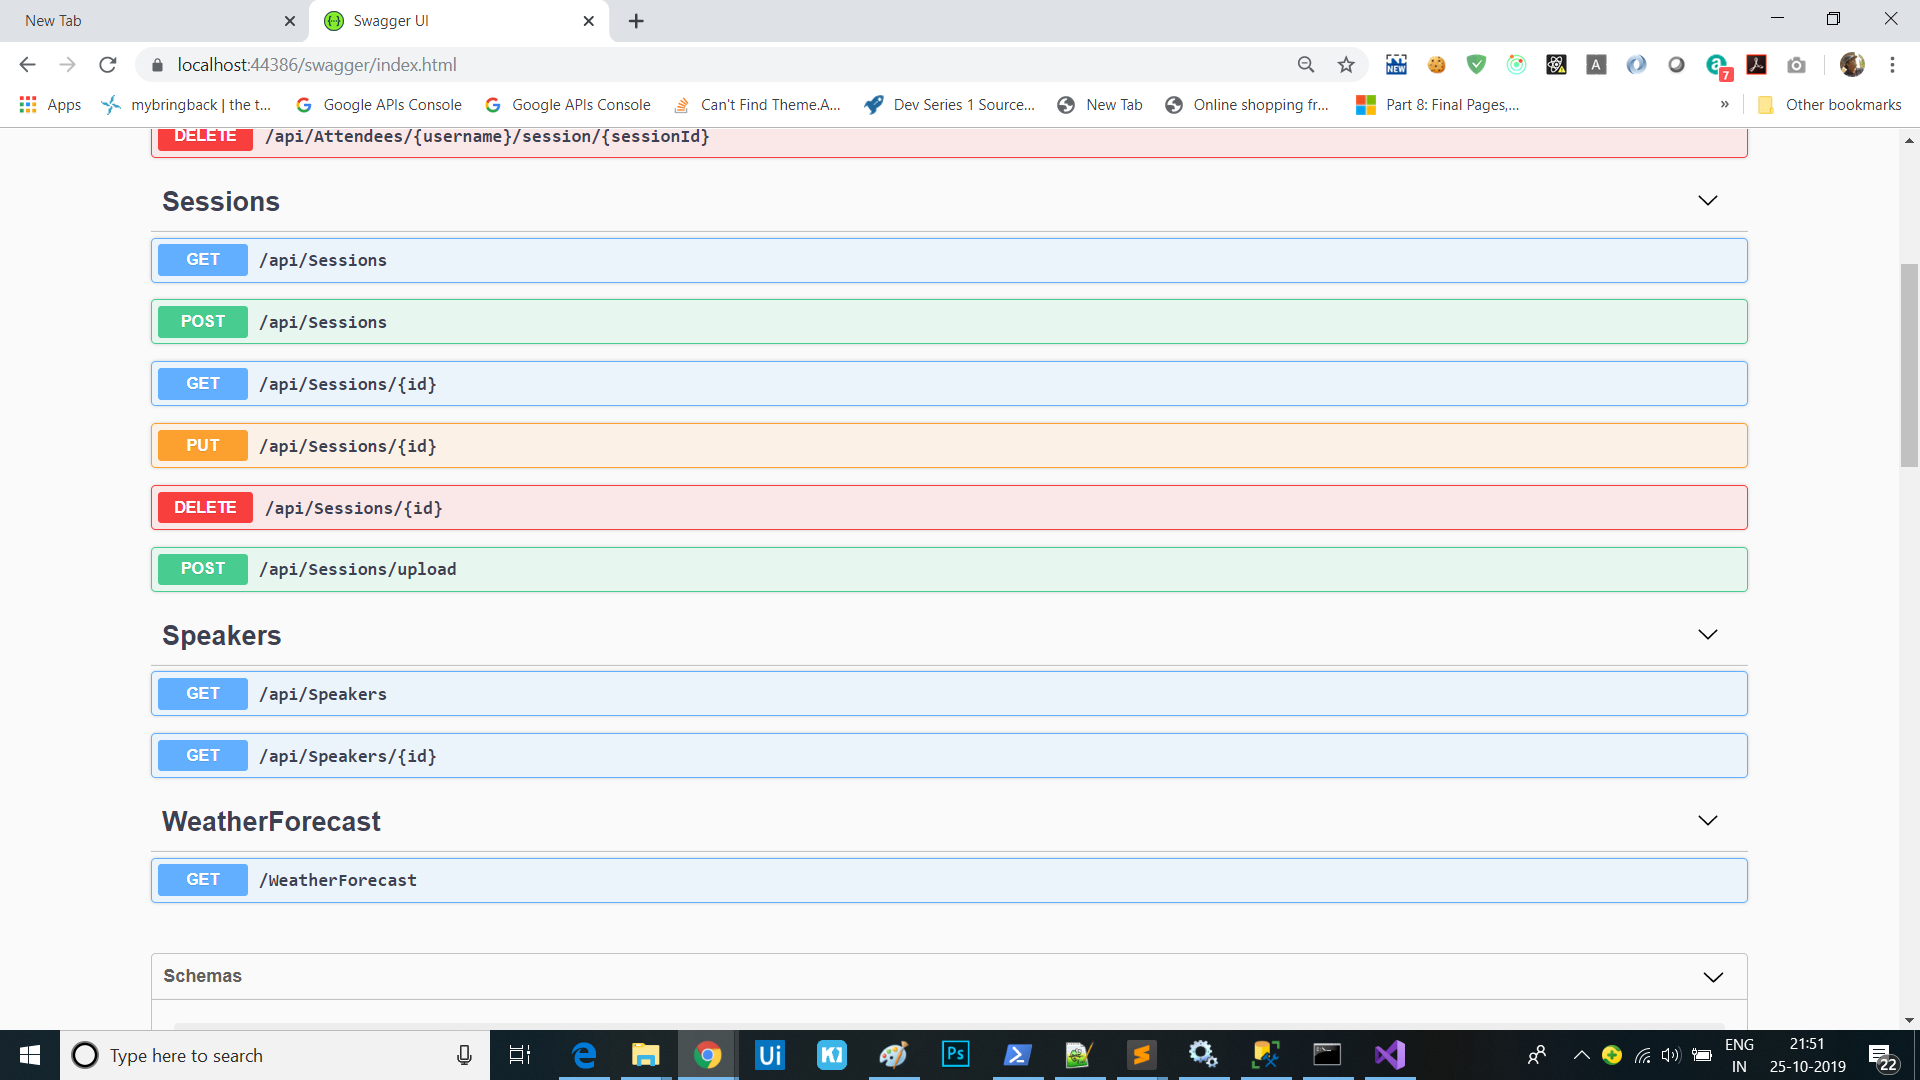 New Tab
Swagger UI
localhost:44386/swagger/index.html
NEW
A
a
7
Apps
mybringback | the t...
Google APIs Console
Google APIs Console
Can't Find Theme.A...
Dev Series 1 Source...
New Tab
Online shopping fr...
Part 8: Final Pages,...
»
Other bookmarks
DELETE /api/Attendees/{username}/session/{sessionId}
Sessions
GET /api/Sessions
POST /api/Sessions
GET /api/Sessions/{id}
PUT /api/Sessions/{id}
DELETE /api/Sessions/{id}
POST /api/Sessions/upload
Speakers
GET /api/Speakers
GET /api/Speakers/{id}
WeatherForecast
GET /WeatherForecast
Schemas
Type here to search
Ui
Ps
ENG
IN
21:51
25-10-2019
22